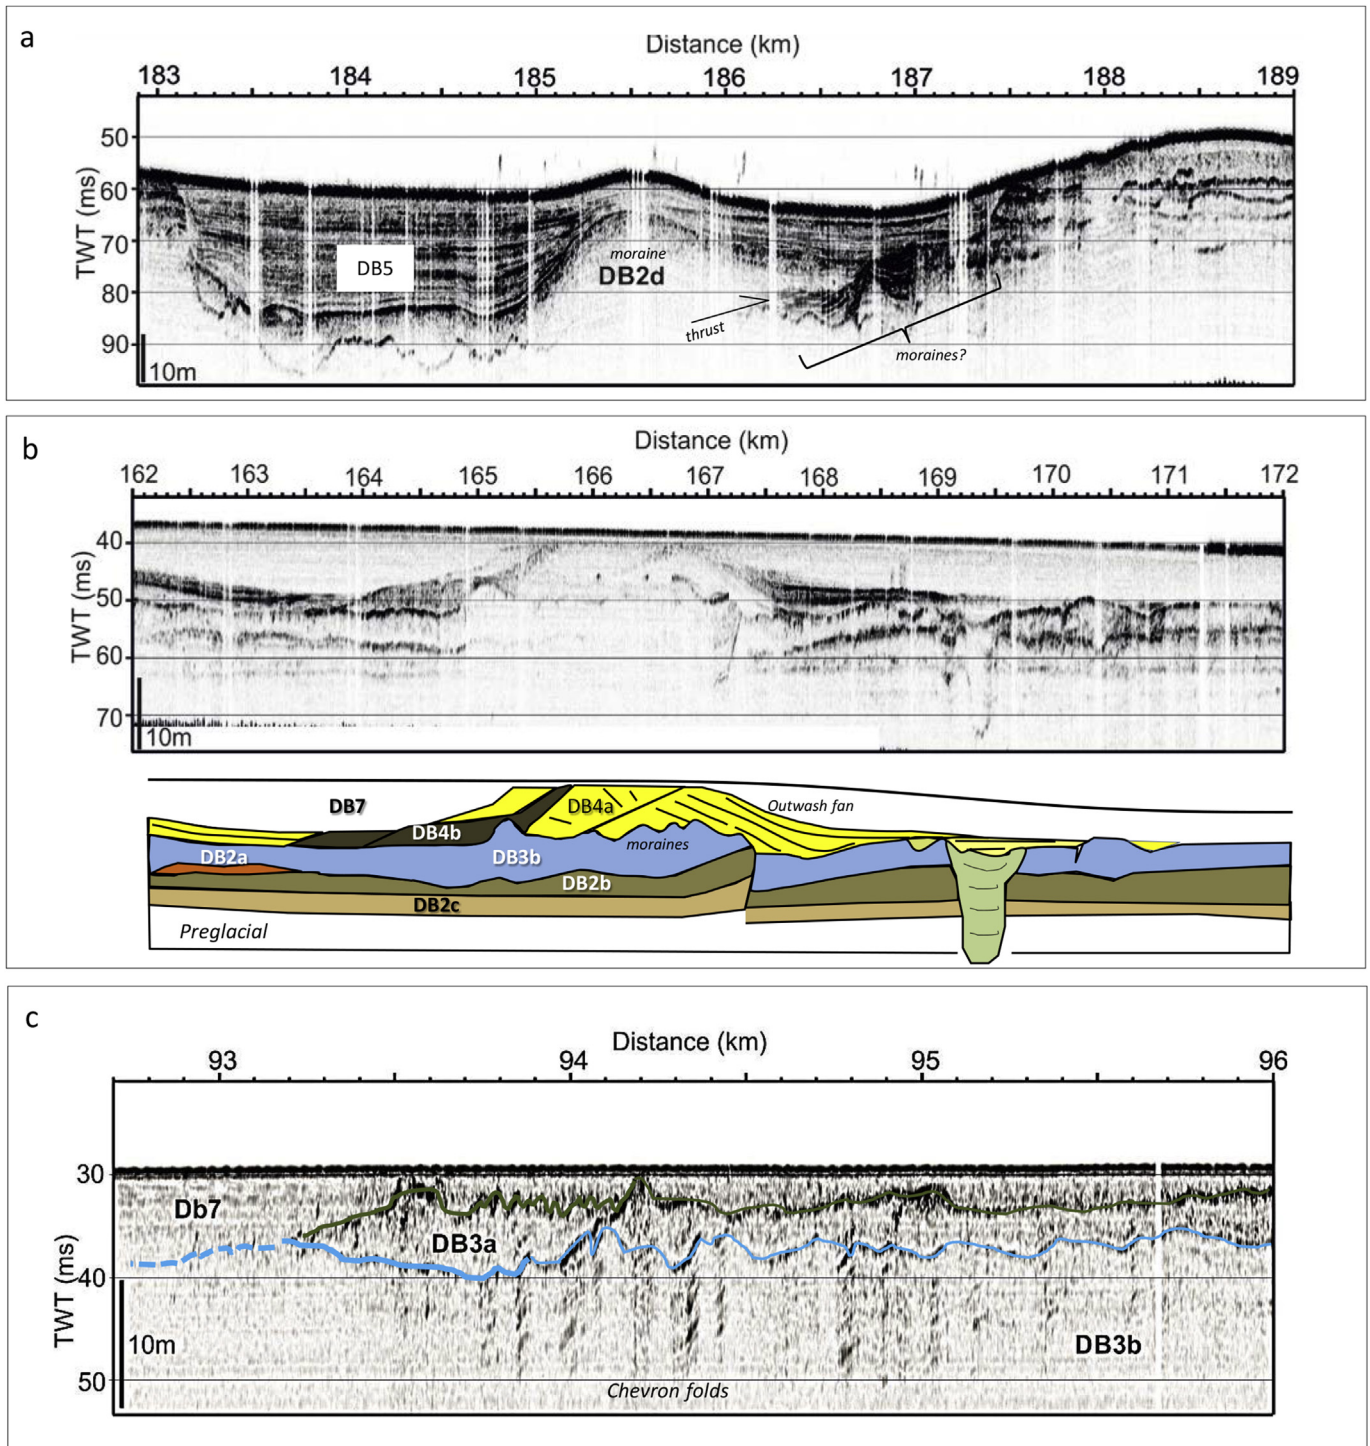 a
Distance (km)
183 184 185 186 187 188 189
TWT (ms)
50
60
70
80
90
10m
DB5
moraine
DB2d
thrust
moraines?
b
Distance (km)
162 163 164 165 166 167 168 169 170 171 172
TWT (ms)
40
50
60
70
10m
DB7
DB4a
Outwash fan
DB4b
moraines
DB2a
DB3b
DB2b
DB2c
Preglacial
c
Distance (km)
93 94 95 96
TWT (ms)
30
40
50
Db7
DB3a
10m
DB3b
Chevron folds